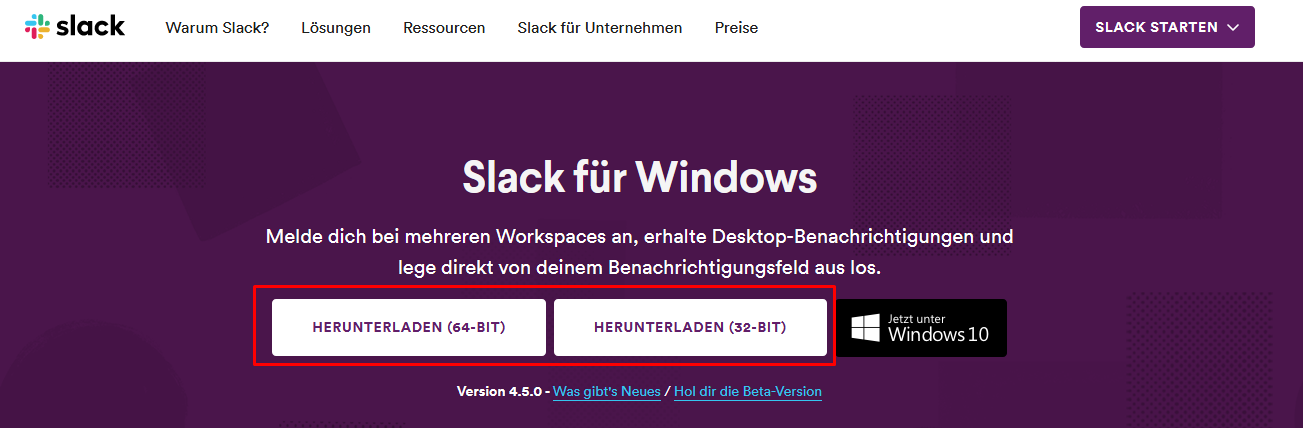 slack Warum Slack? Lösungen Ressourcen Slack für Unternehmen Preise SLACK STARTEN
Slack für Windows
Melde dich bei mehreren Workspaces an, erhalte Desktop-Benachrichtigungen und
lege direkt von deinem Benachrichtigungsfeld aus los.
HERUNTERLADEN (64-BIT) HERUNTERLADEN (32-BIT) Jetzt unter
Windows 10
Version 4.5.0 - Was gibt's Neues / Hol dir die Beta-Version